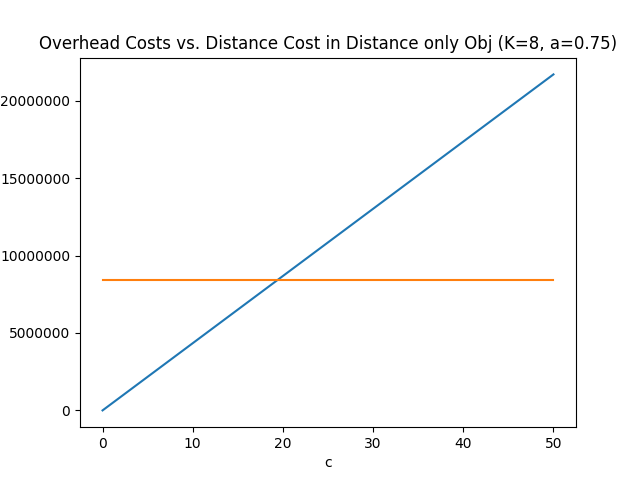 Overhead Costs vs. Distance Cost in Distance only Obj (K=8, a=0.75)
20000000
15000000
10000000
5000000
0
0 10 20 30 40 50
c